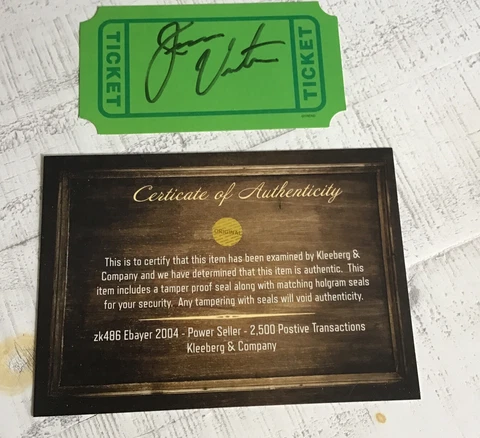 TICKET
TICKET
Certicate of Authenticity
ORIGINAL
This is to certify that this item has been examined by Kleeberg &
Company and we have determined that this item is authentic. This
item includes a tamper proof seal along with matching holgram seals
for your security. Any tampering with seals will void authenticity.
zk486 Ebayer 2004 - Power Seller - 2,500 Postive Transactions
Kleeberg & Company